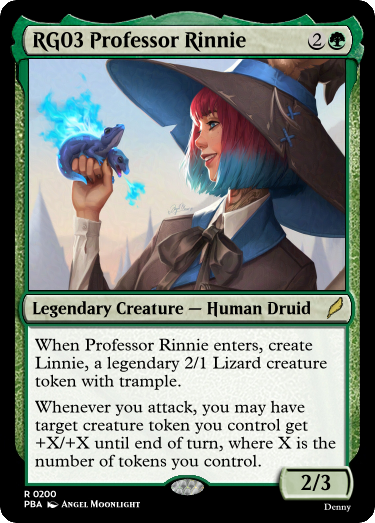 RG03 Professor Rinnie 2
Legendary Creature — Human Druid
When Professor Rinnie enters, create
Linnie, a legendary 2/1 Lizard creature
token with trample.
Whenever you attack, you may have
target creature token you control get
+X/+X until end of turn, where X is the
number of tokens you control.
2/3
R 0200
PBA Angel Moonlight
Denny